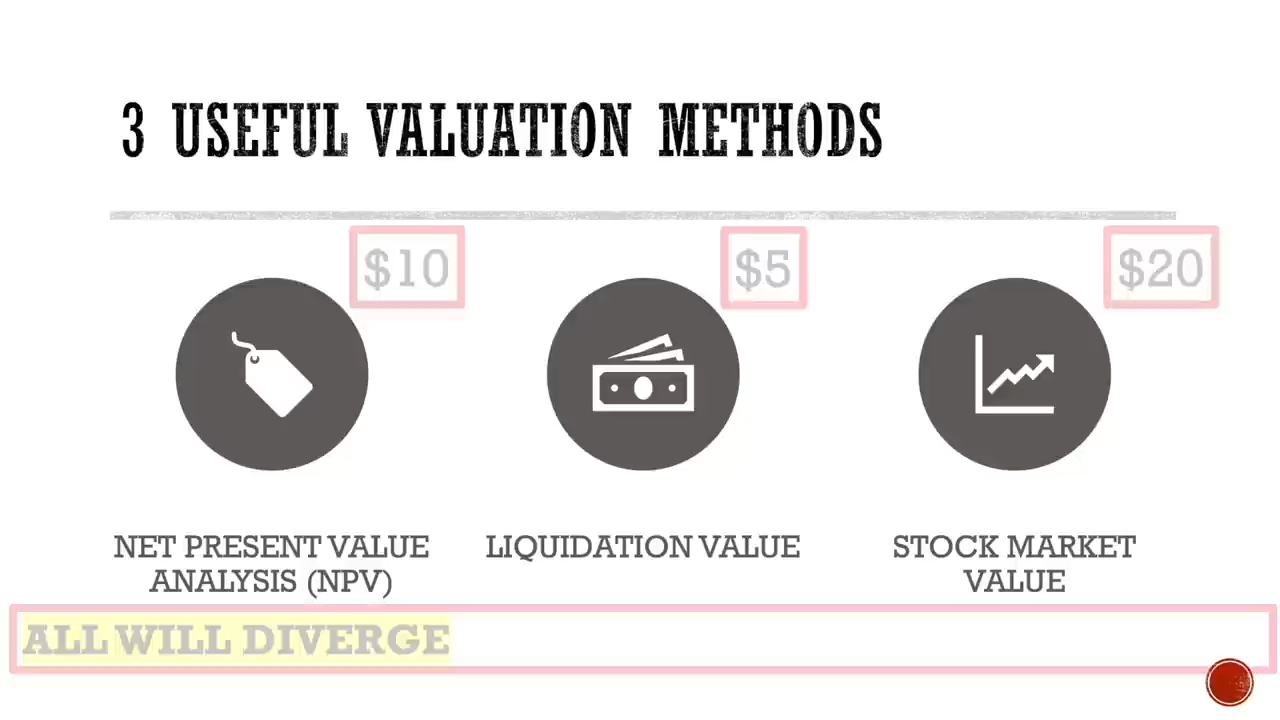 3 USEFUL VALUATION METHODS
$10
$5
$20
NET PRESENT VALUE
ANALYSIS (NPV)
LIQUIDATION VALUE
STOCK MARKET
VALUE
ALL WILL DIVERGE